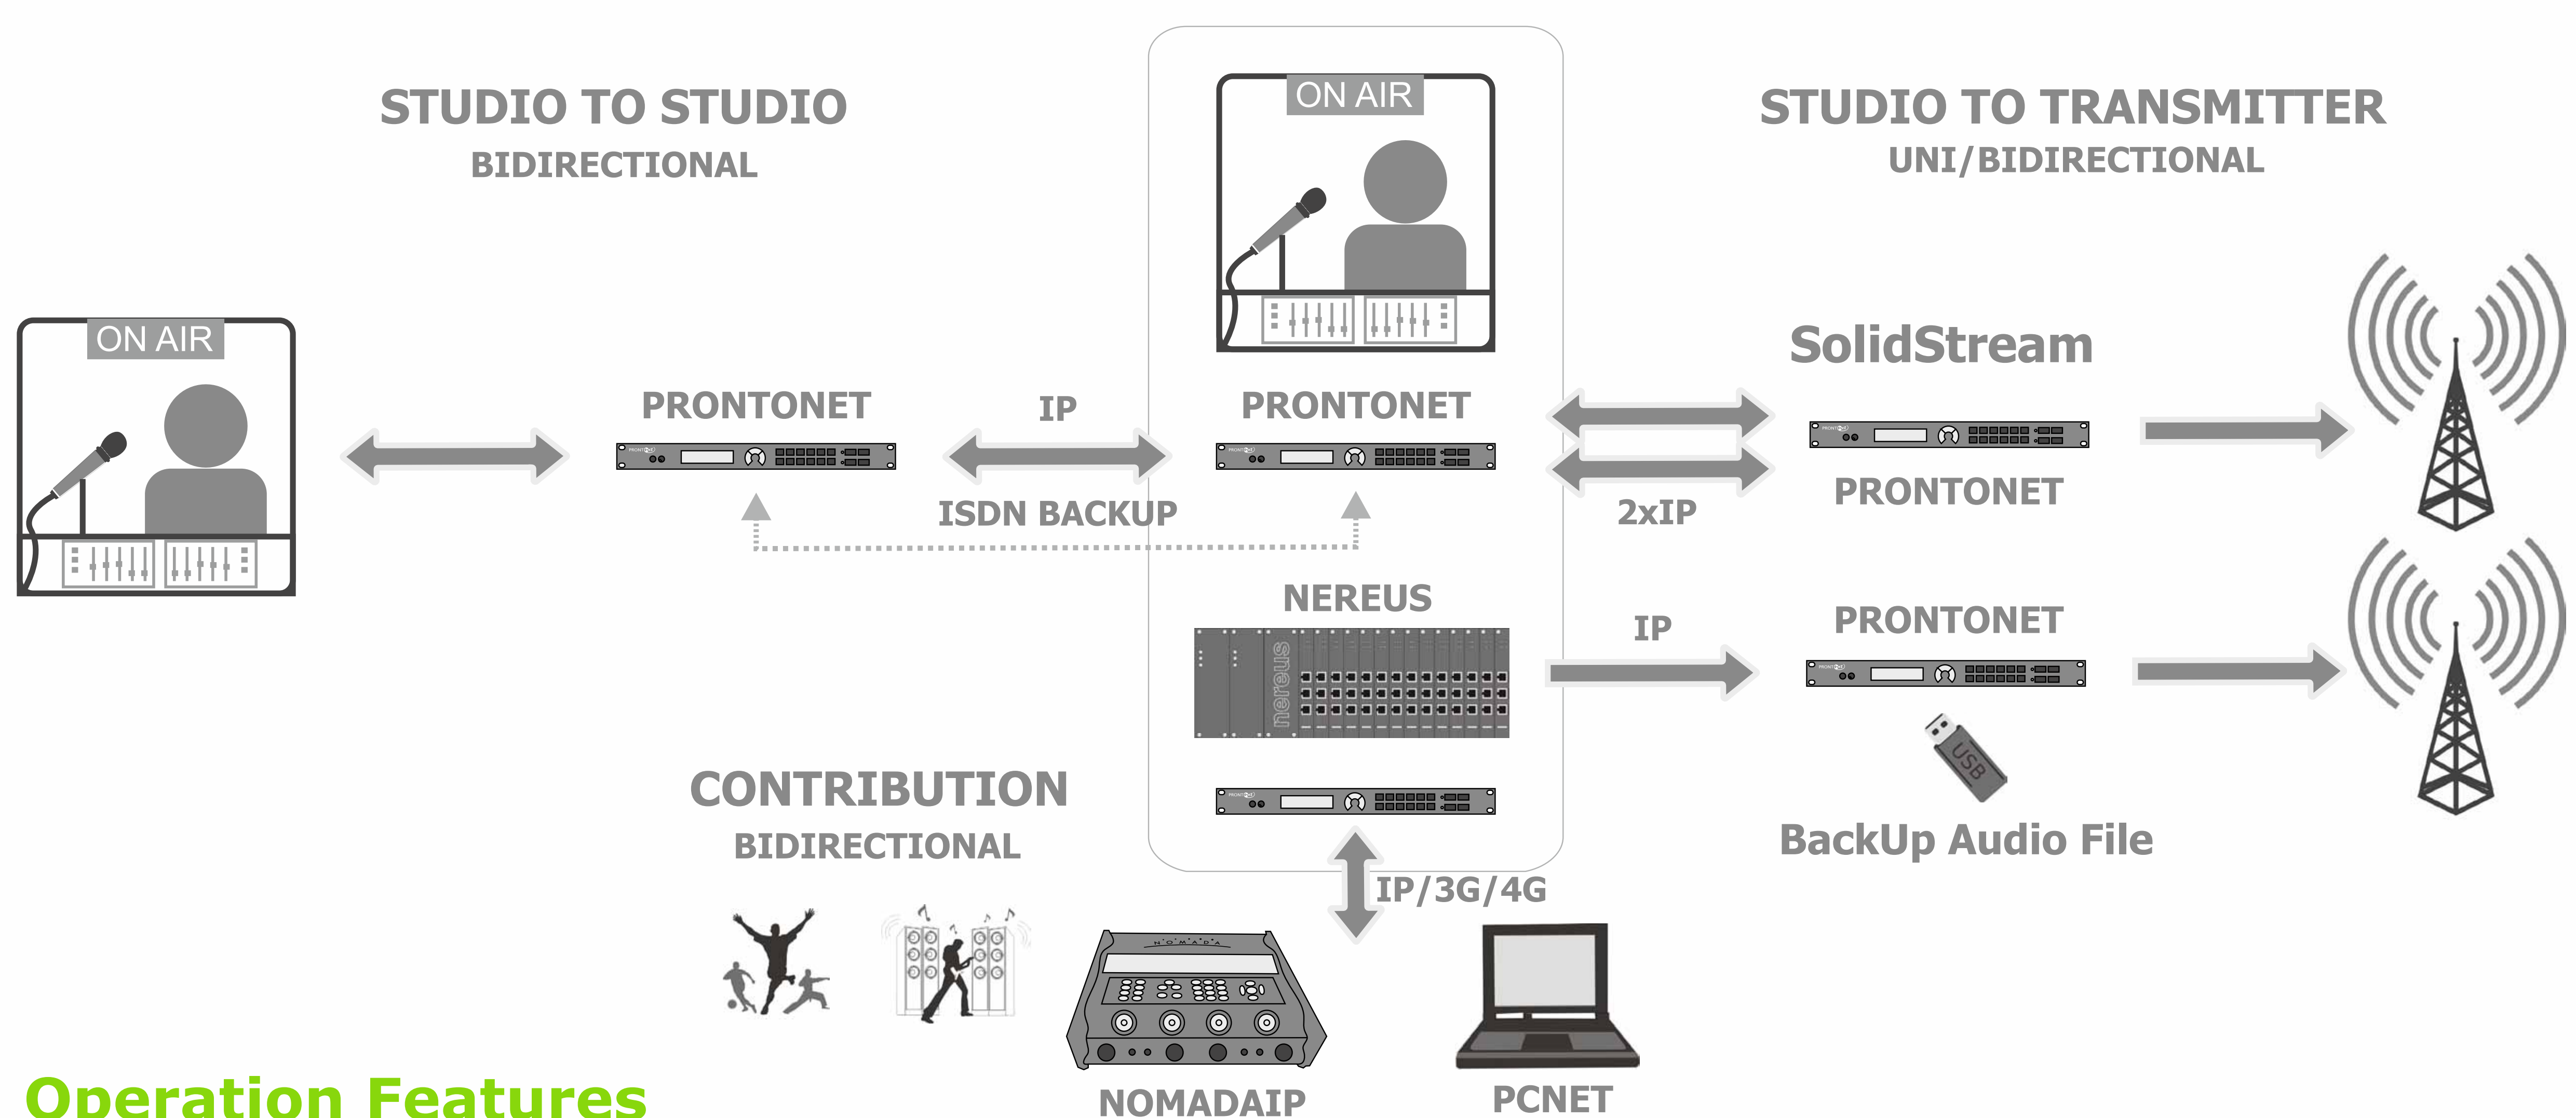 ON AIR
STUDIO TO STUDIO
BIDIRECTIONAL
STUDIO TO TRANSMITTER
UNI/BIDIRECTIONAL
ON AIR
SolidStream
PRONTONET
IP
PRONTONET
ISDN BACKUP
2xIP
PRONTONET
NEREUS
nereus
IP
PRONTONET
USB
BackUp Audio File
CONTRIBUTION
BIDIRECTIONAL
IP/3G/4G
NOMADA
NOMADAIP
PCNET
Operation Features